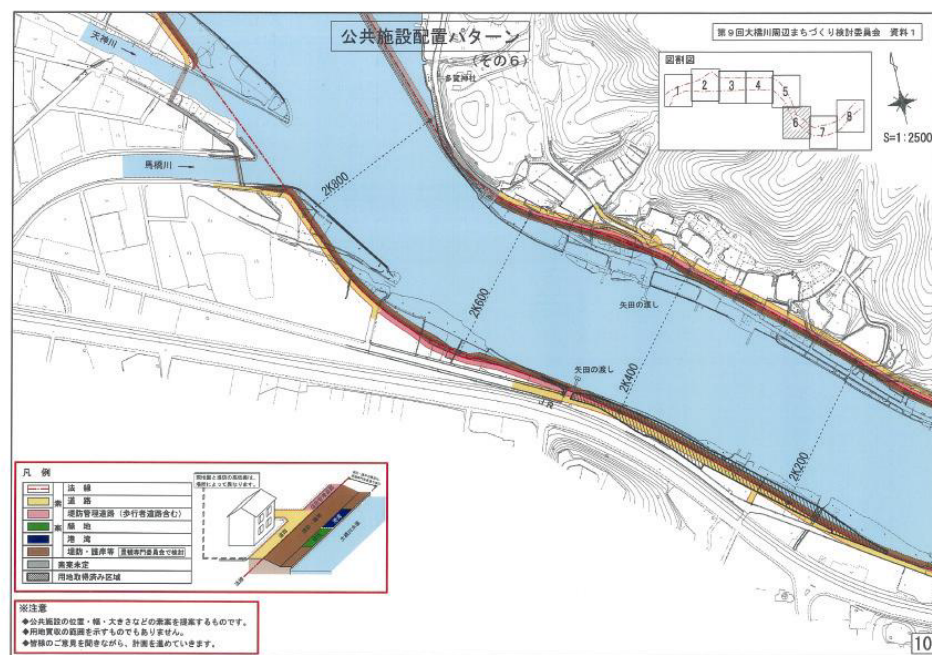 公共施設配置パターン
(その6)
第9回大橋川周辺まちづくり検討委員会 資料1
図割図
1
2
3
4
5
6
7
8
S=1:2500
天神川
馬橋川
多賀神社
2K800
2K600
矢田の渡し
矢田の渡し
2K400
2K200
凡例
法線
素案
道路
堤防管理道路(歩行者道路含む)
緑地
港湾
堤防・護岸等 景観専門委員会で検討
素案未定
用地取得済み区域
※注意
◆公共施設の位置・幅・大きさなどの素案を提案するものです。
◆用地買収の範囲を示すものでもありません。
◆皆様のご意見を聞きながら、計画を進めていきます。
10